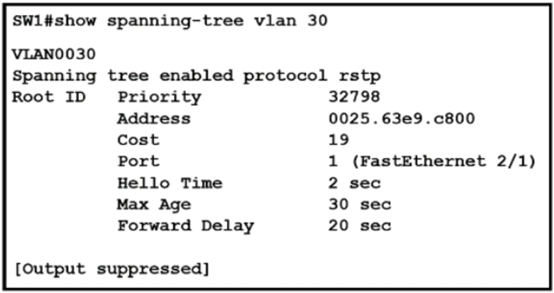 SW1#show spanning-tree vlan 30
VLAN0030
Spanning tree enabled protocol rstp
Root ID Priority 32798
Address 0025.63e9.c800
Cost 19
Port 1 (FastEthernet 2/1)
Hello Time 2 sec
Max Age 30 sec
Forward Delay 20 sec
[Output suppressed]